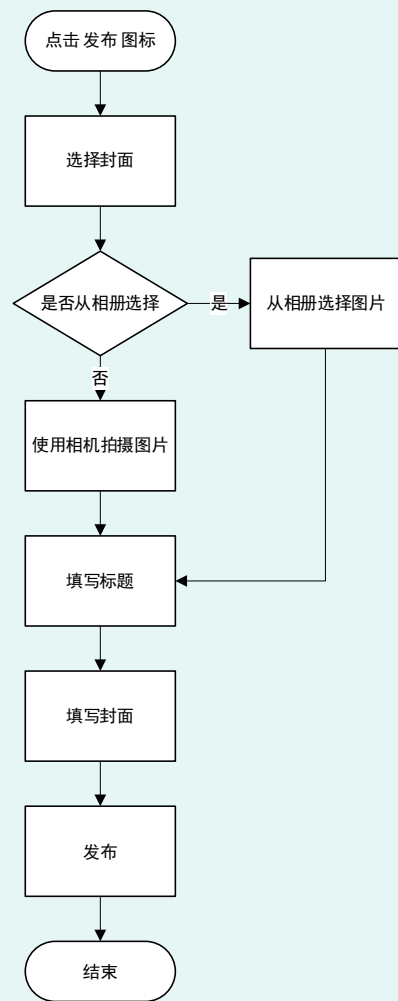 点击发布图标
选择封面
是否从相册选择
是
从相册选择图片
否
使用相机拍摄图片
填写标题
填写封面
发布
结束